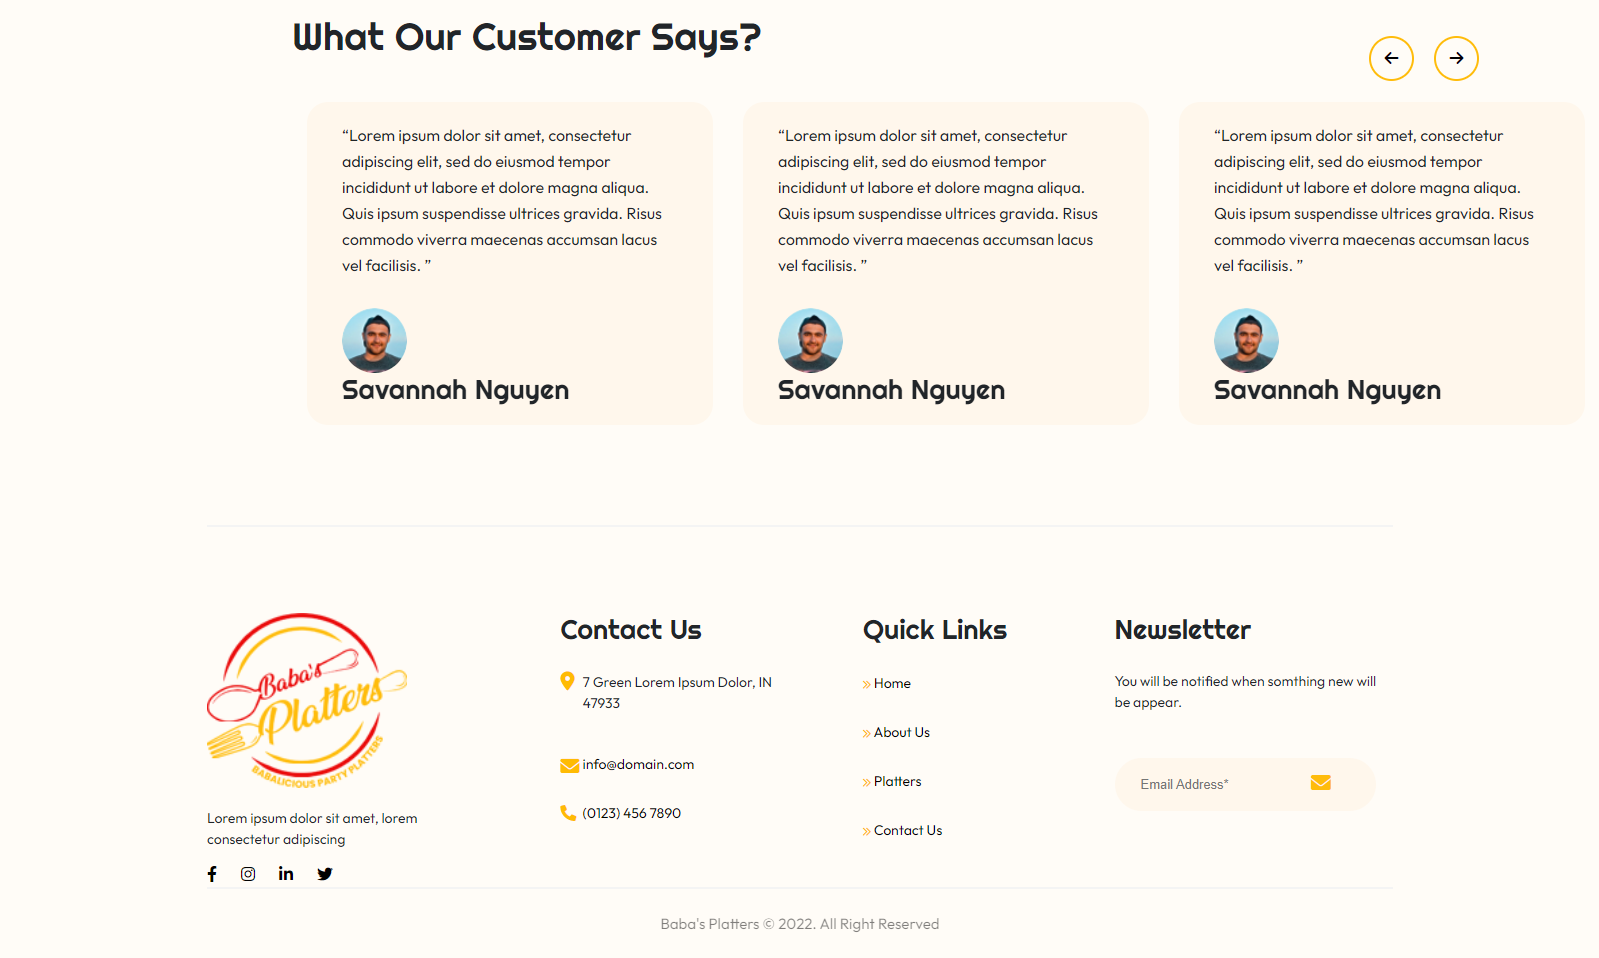 What Our Customer Says?
“Lorem ipsum dolor sit amet, consectetur
adipiscing elit, sed do eiusmod tempor
incididunt ut labore et dolore magna aliqua.
Quis ipsum suspendisse ultrices gravida. Risus
commodo viverra maecenas accumsan lacus
vel facilisis. ”
Savannah Nguyen
“Lorem ipsum dolor sit amet, consectetur
adipiscing elit, sed do eiusmod tempor
incididunt ut labore et dolore magna aliqua.
Quis ipsum suspendisse ultrices gravida. Risus
commodo viverra maecenas accumsan lacus
vel facilisis. ”
Savannah Nguyen
“Lorem ipsum dolor sit amet, consectetur
adipiscing elit, sed do eiusmod tempor
incididunt ut labore et dolore magna aliqua.
Quis ipsum suspendisse ultrices gravida. Risus
commodo viverra maecenas accumsan lacus
vel facilisis. ”
Savannah Nguyen
Baba's
Platters
BABALICIOUS PARTY PLATTERS
Lorem ipsum dolor sit amet, lorem
consectetur adipiscing
Contact Us
7 Green Lorem Ipsum Dolor, IN
47933
info@domain.com
(0123) 456 7890
Quick Links
Home
About Us
Platters
Contact Us
Newsletter
You will be notified when somthing new will
be appear.
Email Address*
Baba's Platters © 2022. All Right Reserved